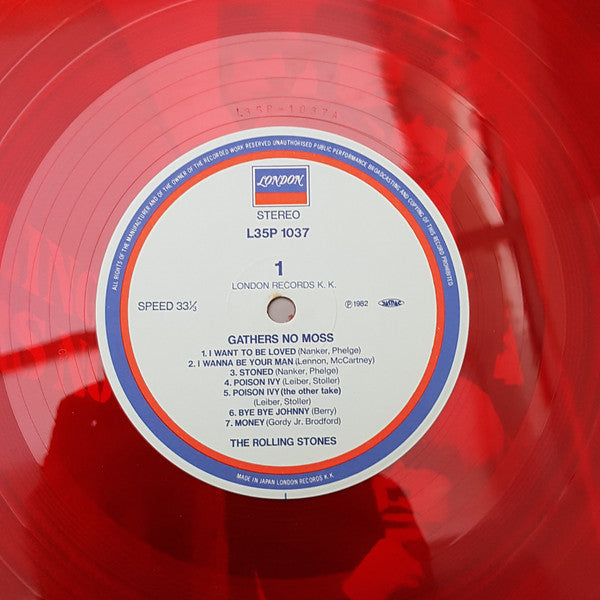 L35P-1037A
ALL RIGHTS OF THE MANUFACTURER AND OF THE OWNER OF THE RECORDED WORK RESERVED UNAUTHORISED PUBLIC PERFORMANCE BROADCASTING AND COPYING OF THIS RECORD PROHIBITED
LONDON
STEREO
L35P 1037
1
LONDON RECORDS K. K.
SPEED 33⅓
Ⓟ 1982 JASRAC
GATHERS NO MOSS
1. I WANT TO BE LOVED (Nanker, Phelge)
2. I WANNA BE YOUR MAN (Lennon, McCartney)
3. STONED (Nanker, Phelge)
4. POISON IVY (Leiber, Stoller)
5. POISON IVY (the other take)
(Leiber, Stoller)
6. BYE BYE JOHNNY (Berry)
7. MONEY (Gordy Jr. Brodford)
THE ROLLING STONES
MADE IN JAPAN LONDON RECORDS K. K.